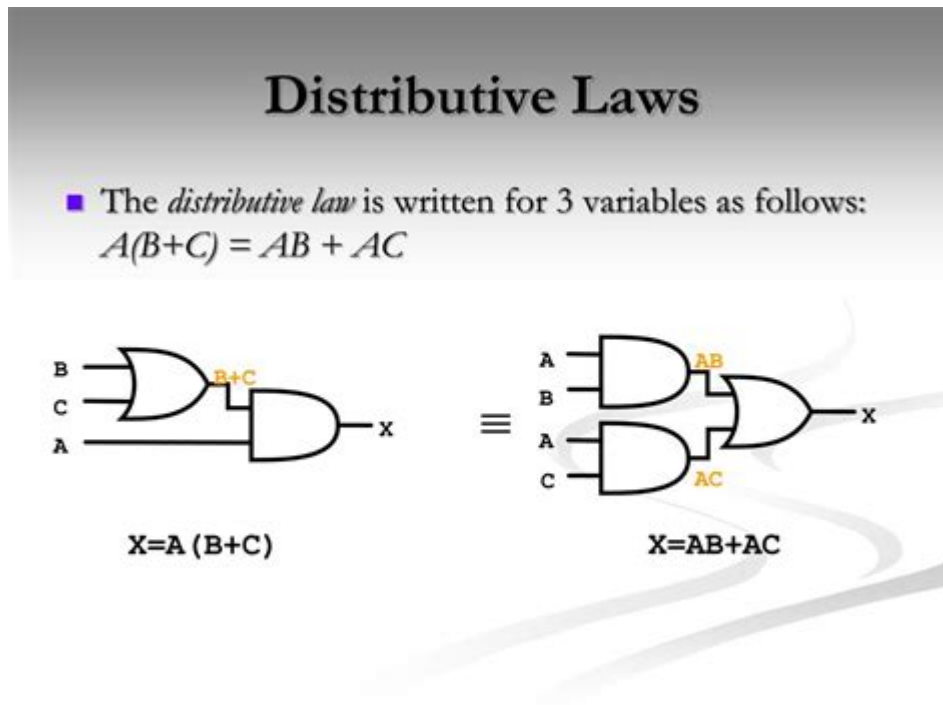 Distributive Laws
The distributive law is written for 3 variables as follows:
A(B+C) = AB + AC
B
C
A
B+C
X
≡
A
B
A
C
AB
AC
X
X=A(B+C)
X=AB+AC